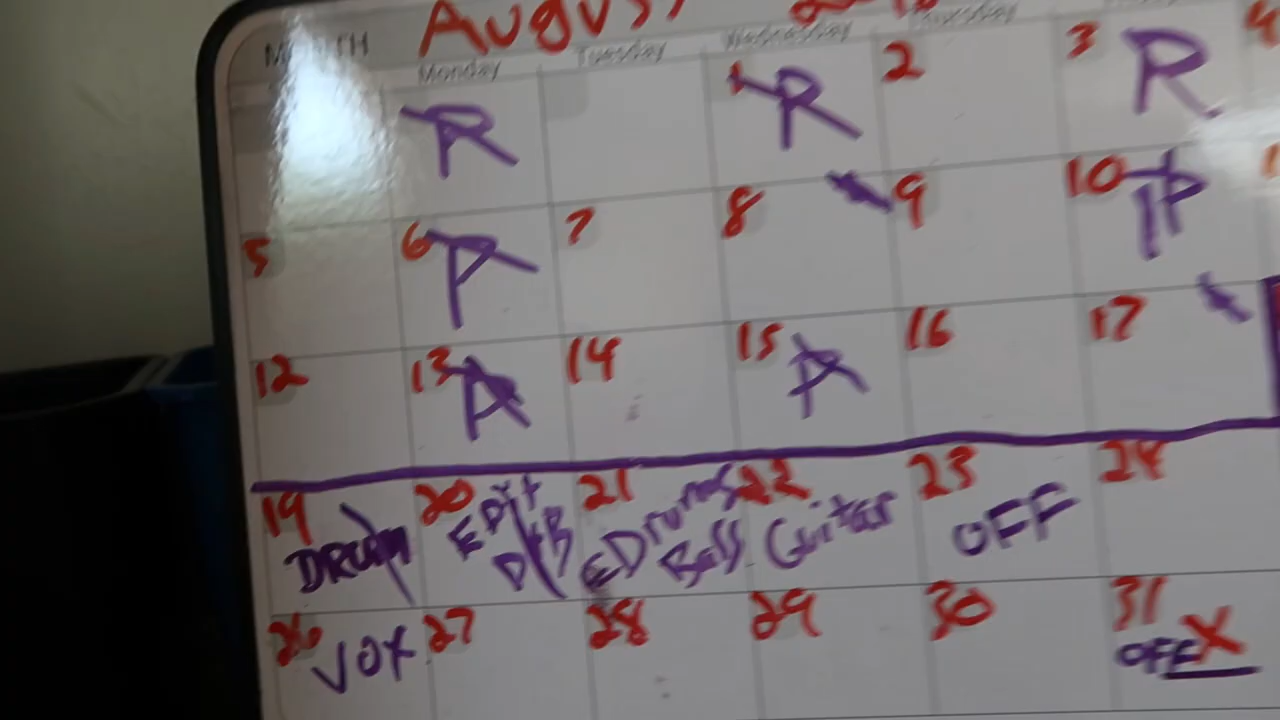 MONTH August
Monday Tuesday Wednesday Thursday
R 1 R 2 3 R 4
5 6 7 8 9 10
12 13 14 15 16 17
19 20 21 22 23 24
DRUM EDit D+B EDrums Bass Guitar OFF
26 27 28 29 30 31
VOX OFF X